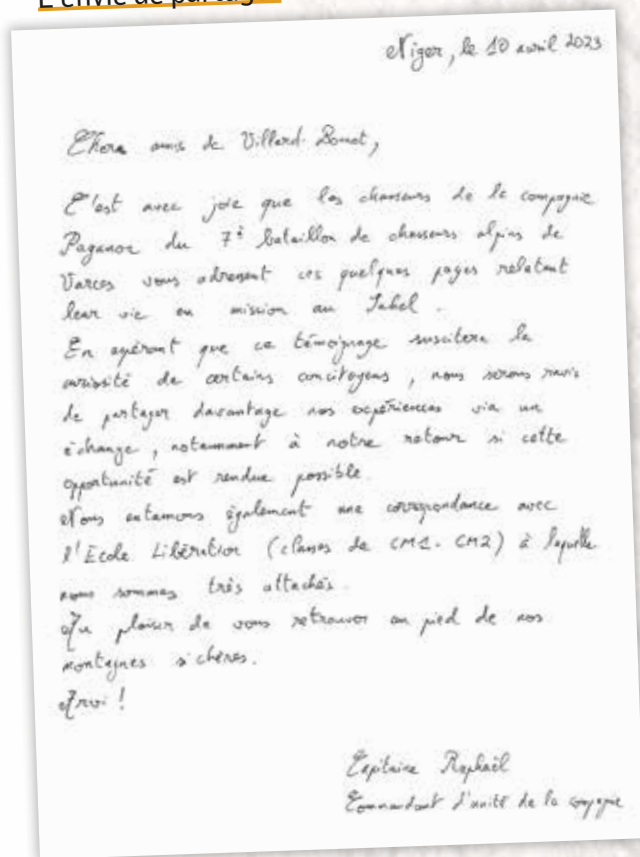 L'envie de partag
Niger, le 10 avril 2023
Chers amis de Villard-Bonnot,
C'est avec joie que les chasseurs de la compagnie
Paganon du 7è bataillon de chasseurs alpins de
Varces vous adressent ces quelques pages relatant
leur vie en mission au Sahel.
En espérant que ce témoignage suscitera la
curiosité de certains concitoyens, nous serons ravis
de partager davantage nos expériences via un
échange, notamment à notre retour si cette
opportunité est rendue possible.
Nous entamons également une correspondance avec
l'École Libération (classes de CM1-CM2) à laquelle
nous sommes très attachés.
Au plaisir de vous retrouver au pied de nos
montagnes si chères.
Arvi !
Capitaine Raphaël
Commandant d'unité de la compagnie